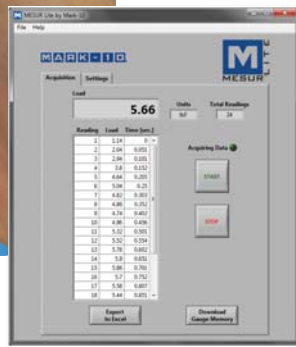 MESUR Lite by Mark-10
File Help
MARK-10
M
LITE
MESUR
Acquisition Settings
Load
5.66
Units
lbF
Total Readings
24
Reading Load Time [sec.]
1 1.14 0
2 2.04 0.051
3 2.94 0.101
4 3.8 0.152
5 4.64 0.205
6 5.04 0.25
7 4.82 0.303
8 4.86 0.352
9 4.74 0.402
10 4.96 0.456
11 5.32 0.501
12 5.52 0.554
13 5.78 0.602
14 5.9 0.651
15 5.86 0.701
16 5.7 0.752
17 5.58 0.807
18 5.44 0.851
Acquiring Data
START
STOP
Export
to Excel
Download
Gauge Memory